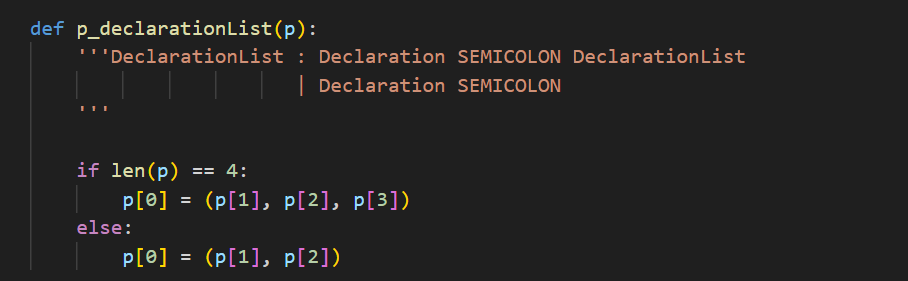 def p_declarationList(p):
    '''DeclarationList : Declaration SEMICOLON DeclarationList
                       | Declaration SEMICOLON
    '''

    if len(p) == 4:
        p[0] = (p[1], p[2], p[3])
    else:
        p[0] = (p[1], p[2])